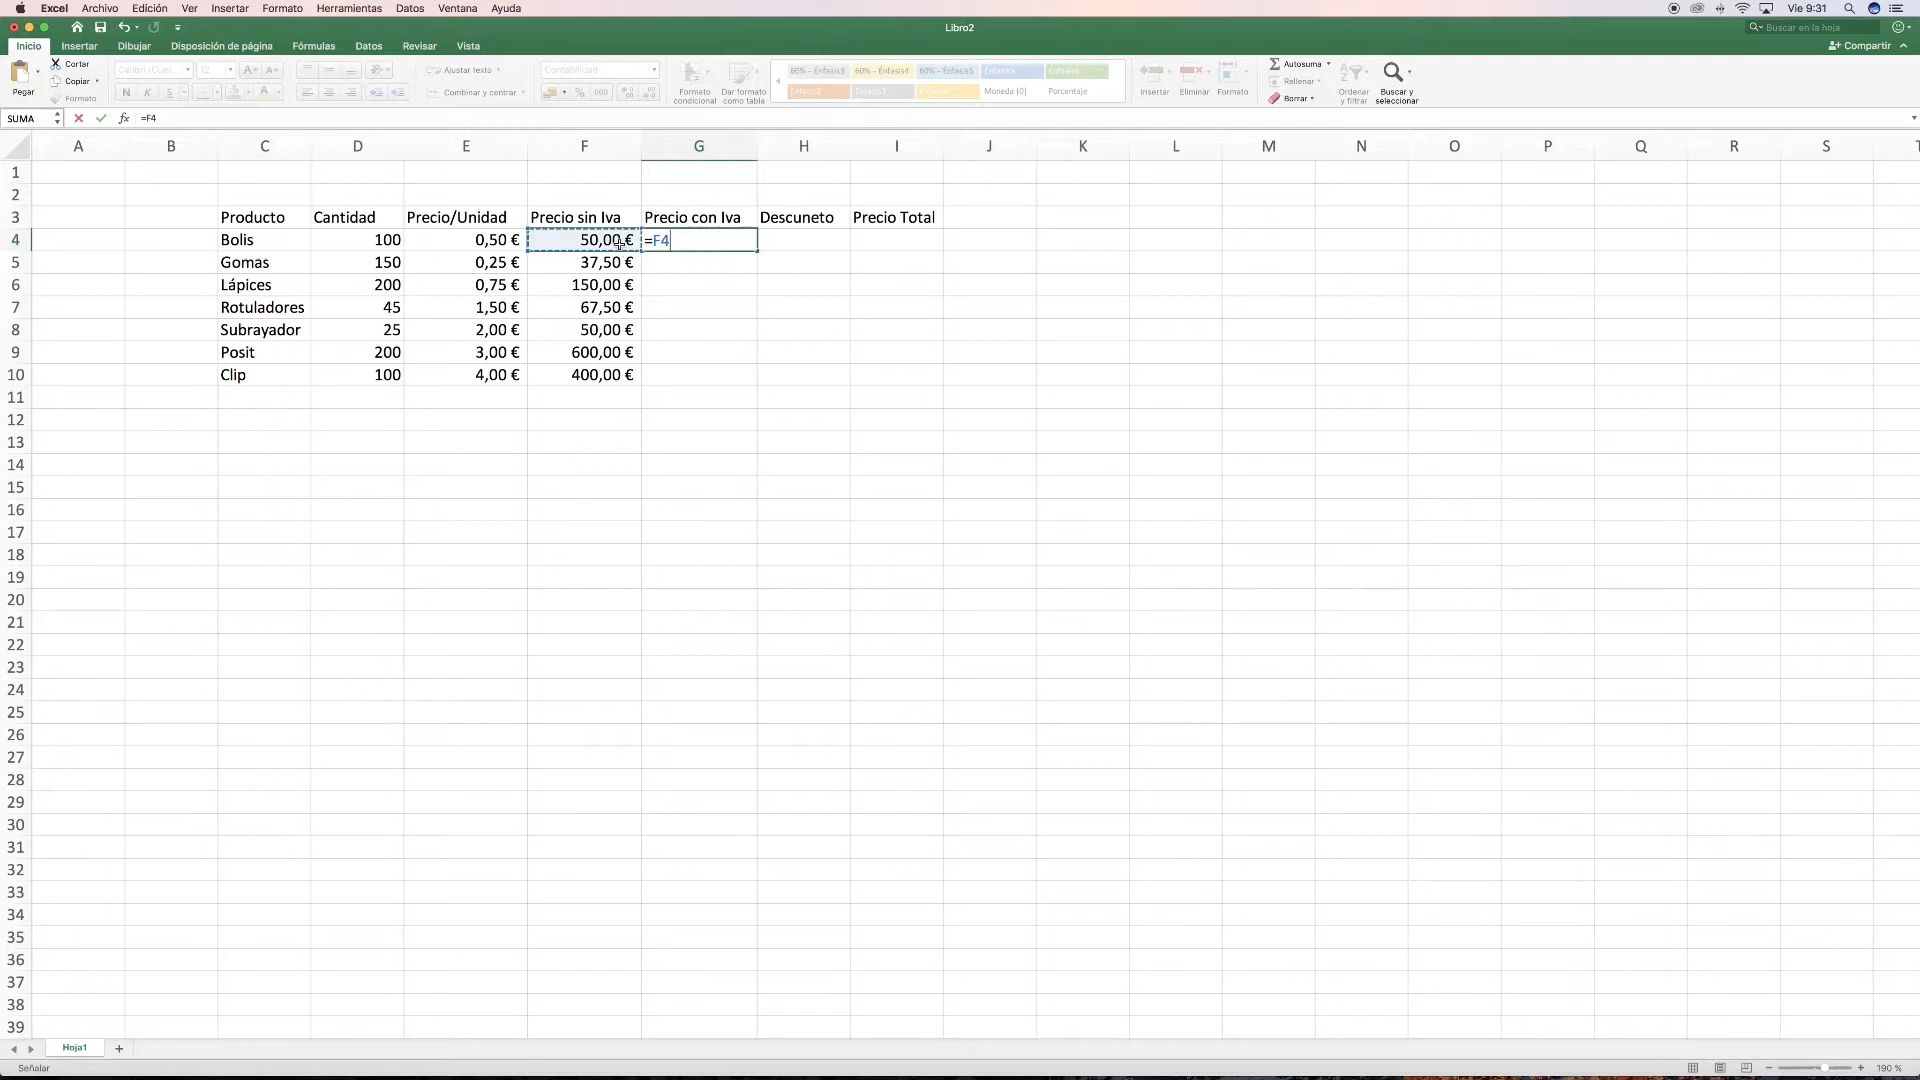 Excel Archivo Edición Ver Insertar Formato Herramientas Datos Ventana Ayuda Vie 9:31
Libro2 Buscar en la hoja
Inicio Insertar Dibujar Disposición de página Fórmulas Datos Revisar Vista Compartir
Pegar Cortar Copiar Formato
Calibri (Cuer... 12 A A
N K S A
Ajustar texto
Combinar y centrar
Contabilidad
% 000
Formato condicional Dar formato como tabla
60% - Énfasis3 60% - Énfasis4 60% - Énfasis5 Énfasis5 Énfasis6
Énfasis2 Énfasis3 Énfasis4 Moneda [0] Porcentaje
Insertar Eliminar Formato
Autosuma
Rellenar
Borrar
Ordenar y filtrar Buscar y seleccionar
SUMA fx =F4
A B C D E F G H I J K L M N O P Q R S T
1
2
3 Producto Cantidad Precio/Unidad Precio sin Iva Precio con Iva Descuneto Precio Total
4 Bolis 100 0,50 € 50,00 € =F4
5 Gomas 150 0,25 € 37,50 €
6 Lápices 200 0,75 € 150,00 €
7 Rotuladores 45 1,50 € 67,50 €
8 Subrayador 25 2,00 € 50,00 €
9 Posit 200 3,00 € 600,00 €
10 Clip 100 4,00 € 400,00 €
11
12
13
14
15
16
17
18
19
20
21
22
23
24
25
26
27
28
29
30
31
32
33
34
35
36
37
38
39
Hoja1 +
Señalar 190 %